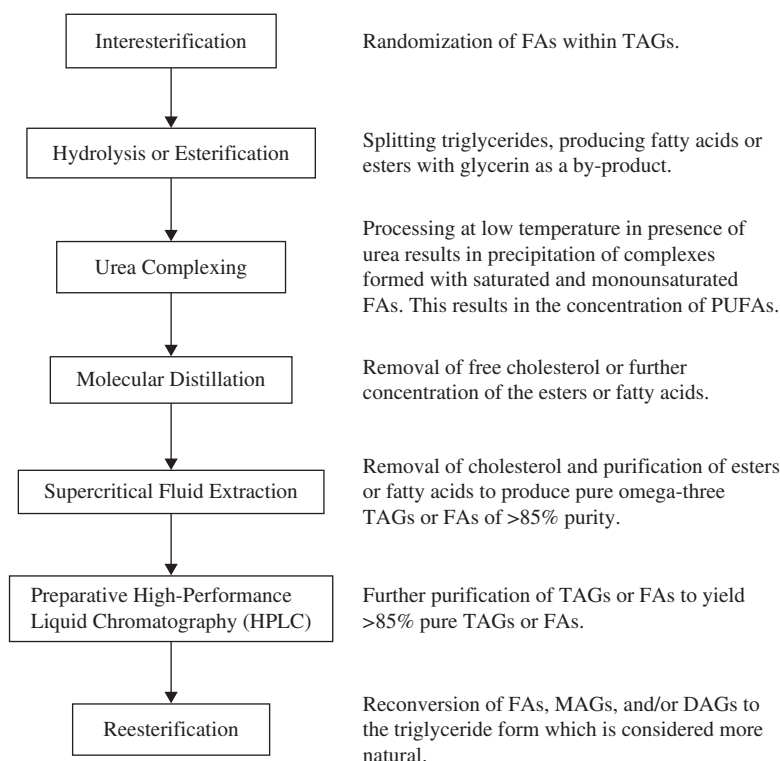 Interesterification
Randomization of FAs within TAGs.
Hydrolysis or Esterification
Splitting triglycerides, producing fatty acids or
esters with glycerin as a by-product.
Urea Complexing
Processing at low temperature in presence of
urea results in precipitation of complexes
formed with saturated and monounsaturated
FAs. This results in the concentration of PUFAs.
Molecular Distillation
Removal of free cholesterol or further
concentration of the esters or fatty acids.
Supercritical Fluid Extraction
Removal of cholesterol and purification of esters
or fatty acids to produce pure omega-three
TAGs or FAs of >85% purity.
Preparative High-Performance
Liquid Chromatography (HPLC)
Further purification of TAGs or FAs to yield
>85% pure TAGs or FAs.
Reesterification
Reconversion of FAs, MAGs, and/or DAGs to
the triglyceride form which is considered more
natural.